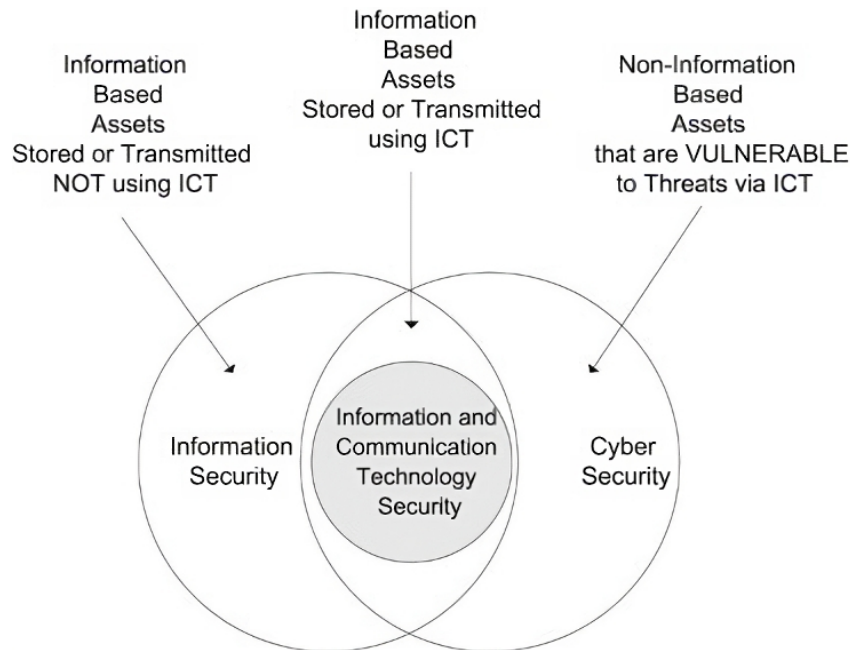 Information
Based
Assets
Stored or Transmitted
NOT using ICT
Information
Based
Assets
Stored or Transmitted
using ICT
Non-Information
Based
Assets
that are VULNERABLE
to Threats via ICT
Information
Security
Information and
Communication
Technology
Security
Cyber
Security